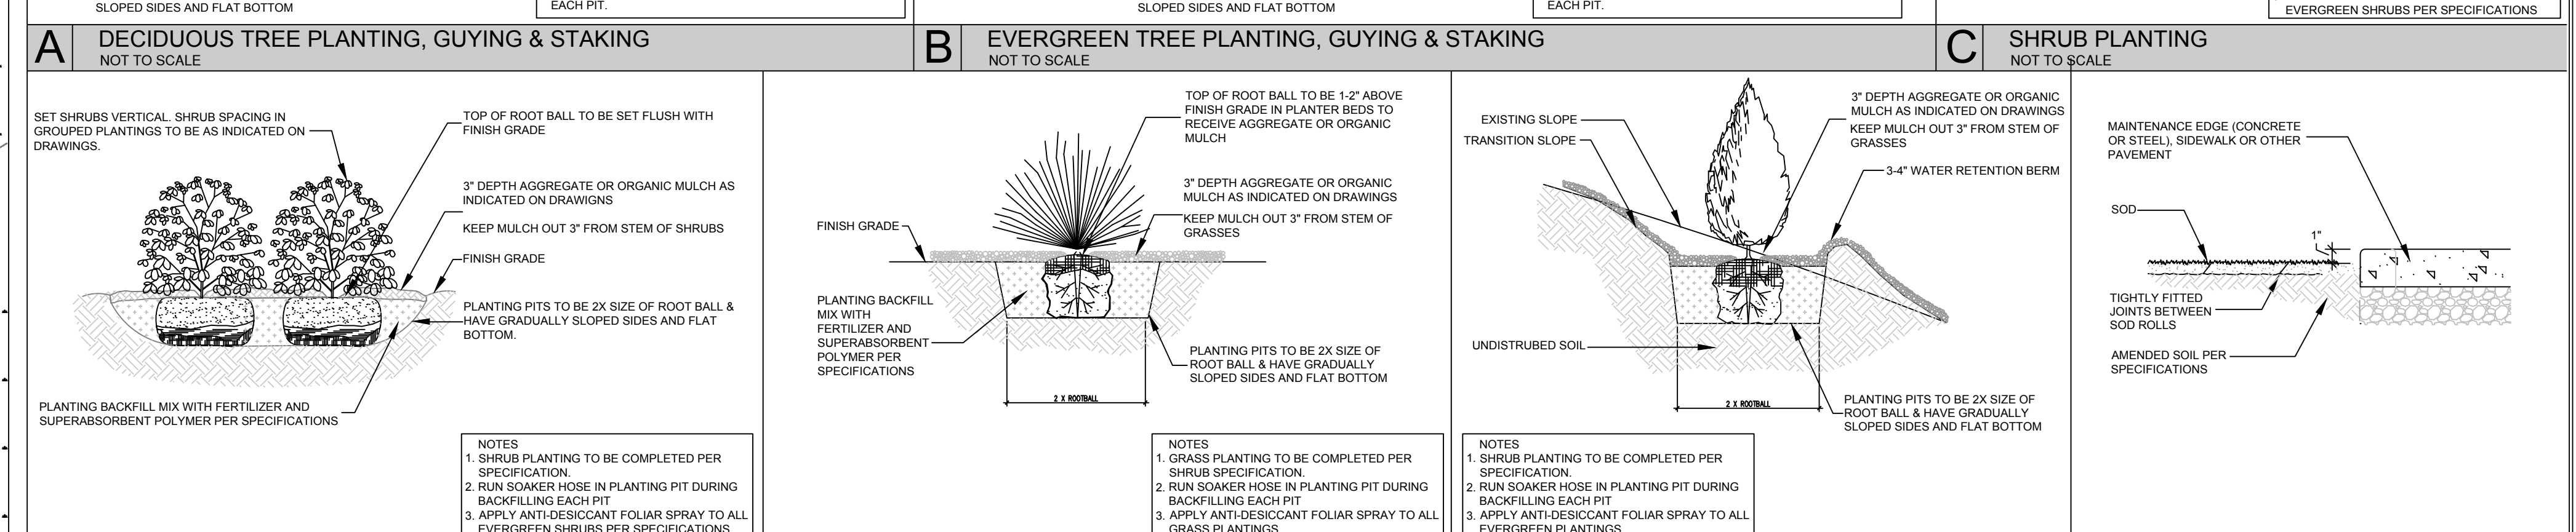 SLOPED SIDES AND FLAT BOTTOM
EACH PIT.
SLOPED SIDES AND FLAT BOTTOM
EACH PIT.
EVERGREEN SHRUBS PER SPECIFICATIONS
A
DECIDUOUS TREE PLANTING, GUYING & STAKING
NOT TO SCALE
B
EVERGREEN TREE PLANTING, GUYING & STAKING
NOT TO SCALE
C
SHRUB PLANTING
NOT TO SCALE
SET SHRUBS VERTICAL. SHRUB SPACING IN
GROUPED PLANTINGS TO BE AS INDICATED ON
DRAWINGS.
TOP OF ROOT BALL TO BE SET FLUSH WITH
FINISH GRADE
3" DEPTH AGGREGATE OR ORGANIC MULCH AS
INDICATED ON DRAWIGNS
KEEP MULCH OUT 3" FROM STEM OF SHRUBS
FINISH GRADE
PLANTING PITS TO BE 2X SIZE OF ROOT BALL &
HAVE GRADUALLY SLOPED SIDES AND FLAT
BOTTOM.
PLANTING BACKFILL MIX WITH FERTILIZER AND
SUPERABSORBENT POLYMER PER SPECIFICATIONS
NOTES
1. SHRUB PLANTING TO BE COMPLETED PER
SPECIFICATION.
2. RUN SOAKER HOSE IN PLANTING PIT DURING
BACKFILLING EACH PIT
3. APPLY ANTI-DESICCANT FOLIAR SPRAY TO ALL
EVERGREEN SHRUBS PER SPECIFICATIONS
TOP OF ROOT BALL TO BE 1-2" ABOVE
FINISH GRADE IN PLANTER BEDS TO
RECEIVE AGGREGATE OR ORGANIC
MULCH
3" DEPTH AGGREGATE OR ORGANIC
MULCH AS INDICATED ON DRAWINGS
KEEP MULCH OUT 3" FROM STEM OF
GRASSES
FINISH GRADE
PLANTING BACKFILL
MIX WITH
FERTILIZER AND
SUPERABSORBENT
POLYMER PER
SPECIFICATIONS
PLANTING PITS TO BE 2X SIZE OF
ROOT BALL & HAVE GRADUALLY
SLOPED SIDES AND FLAT BOTTOM
2 X ROOTBALL
NOTES
1. GRASS PLANTING TO BE COMPLETED PER
SHRUB SPECIFICATION.
2. RUN SOAKER HOSE IN PLANTING PIT DURING
BACKFILLING EACH PIT
3. APPLY ANTI-DESICCANT FOLIAR SPRAY TO ALL
GRASS PLANTINGS
EXISTING SLOPE
TRANSITION SLOPE
3" DEPTH AGGREGATE OR ORGANIC
MULCH AS INDICATED ON DRAWINGS
KEEP MULCH OUT 3" FROM STEM OF
GRASSES
3-4" WATER RETENTION BERM
UNDISTRUBED SOIL
2 X ROOTBALL
PLANTING PITS TO BE 2X SIZE OF
ROOT BALL & HAVE GRADUALLY
SLOPED SIDES AND FLAT BOTTOM
NOTES
1. SHRUB PLANTING TO BE COMPLETED PER
SPECIFICATION.
2. RUN SOAKER HOSE IN PLANTING PIT DURING
BACKFILLING EACH PIT
3. APPLY ANTI-DESICCANT FOLIAR SPRAY TO ALL
EVERGREEN PLANTINGS
MAINTENANCE EDGE (CONCRETE
OR STEEL), SIDEWALK OR OTHER
PAVEMENT
SOD
1"
TIGHTLY FITTED
JOINTS BETWEEN
SOD ROLLS
AMENDED SOIL PER
SPECIFICATIONS